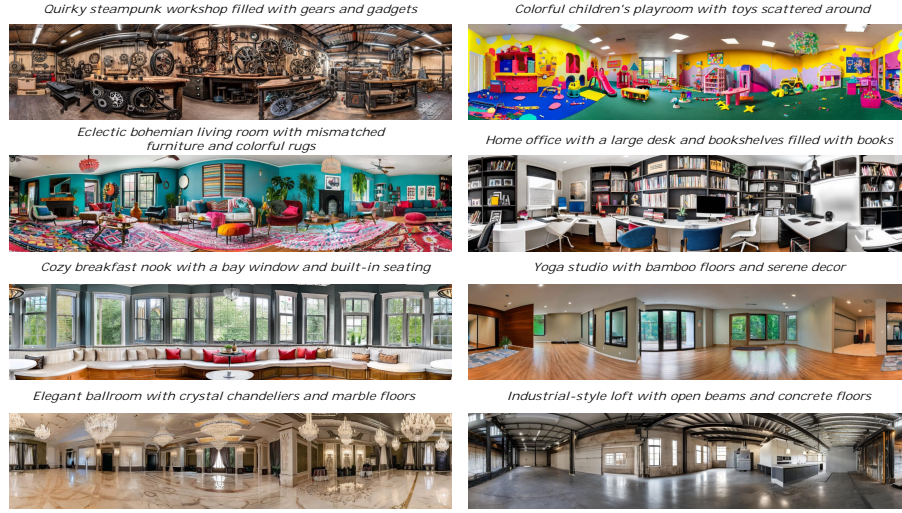 Quirky steampunk workshop filled with gears and gadgets
Colorful children's playroom with toys scattered around
Eclectic bohemian living room with mismatched
furniture and colorful rugs
Home office with a large desk and bookshelves filled with books
Cozy breakfast nook with a bay window and built-in seating
Yoga studio with bamboo floors and serene decor
Elegant ballroom with crystal chandeliers and marble floors
Industrial-style loft with open beams and concrete floors